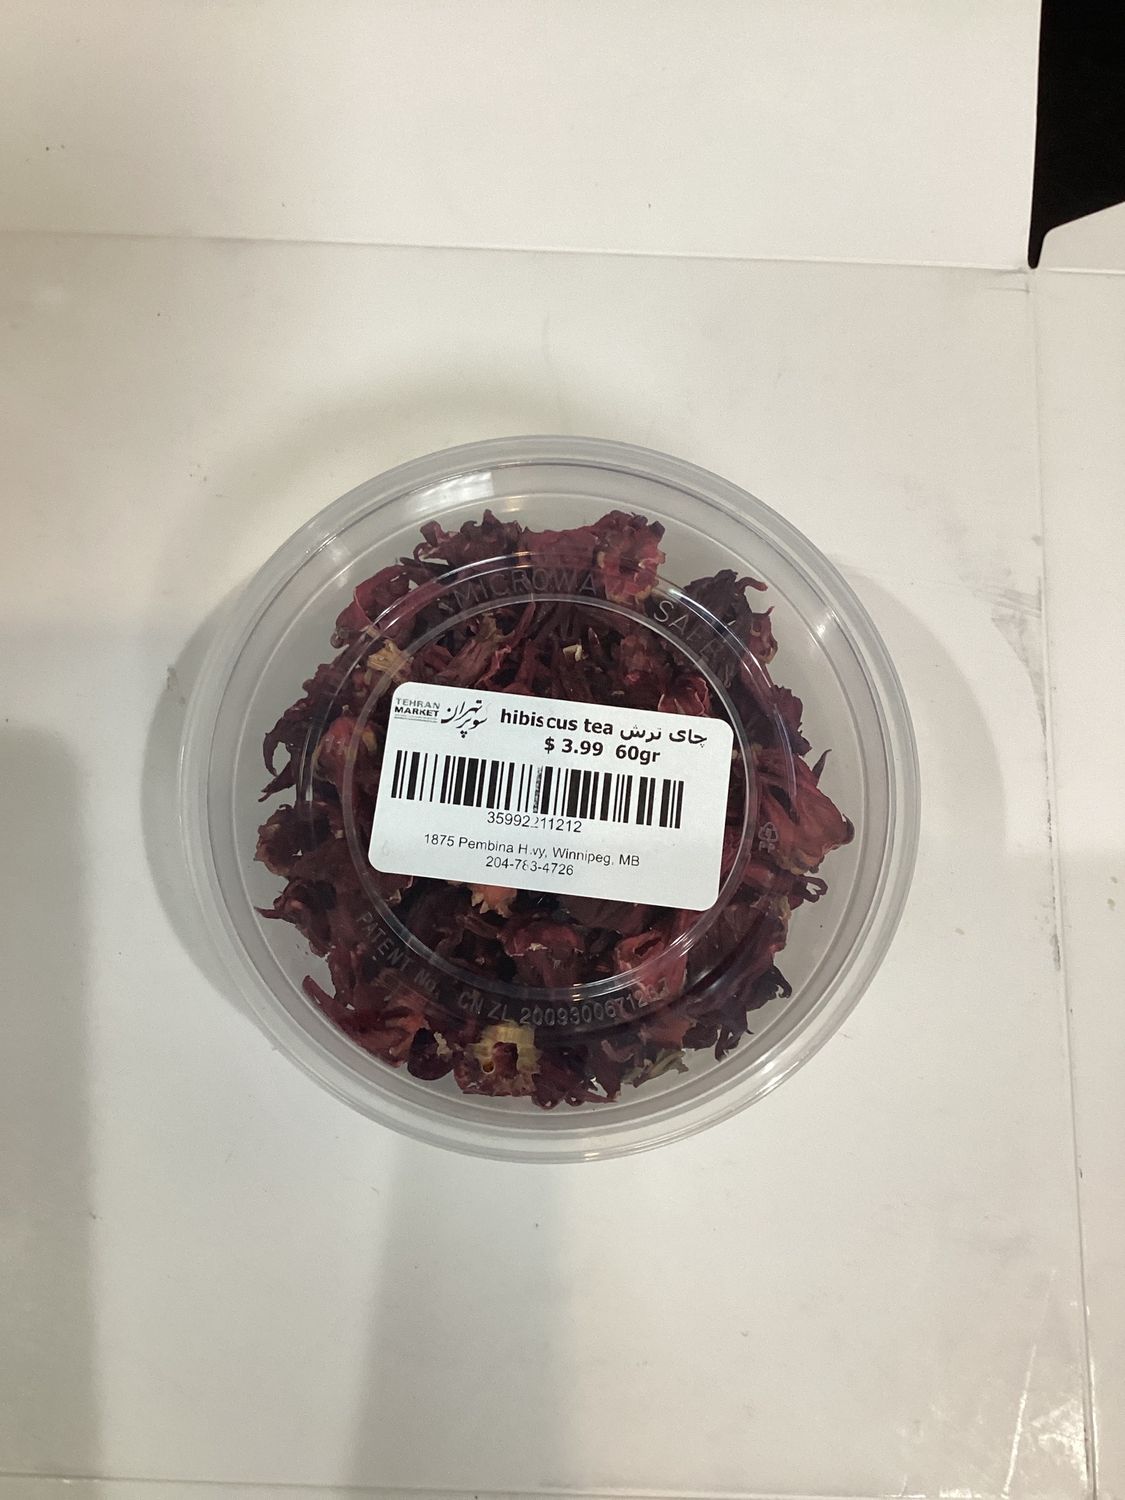 MICROWAVE SAFE
TEHRAN
MARKET
سوپر تهران
hibiscus tea چای ترش
$ 3.99 60gr
35992211212
1875 Pembina Hwy, Winnipeg, MB
204-783-4726
PP
PATENT No. CN ZL